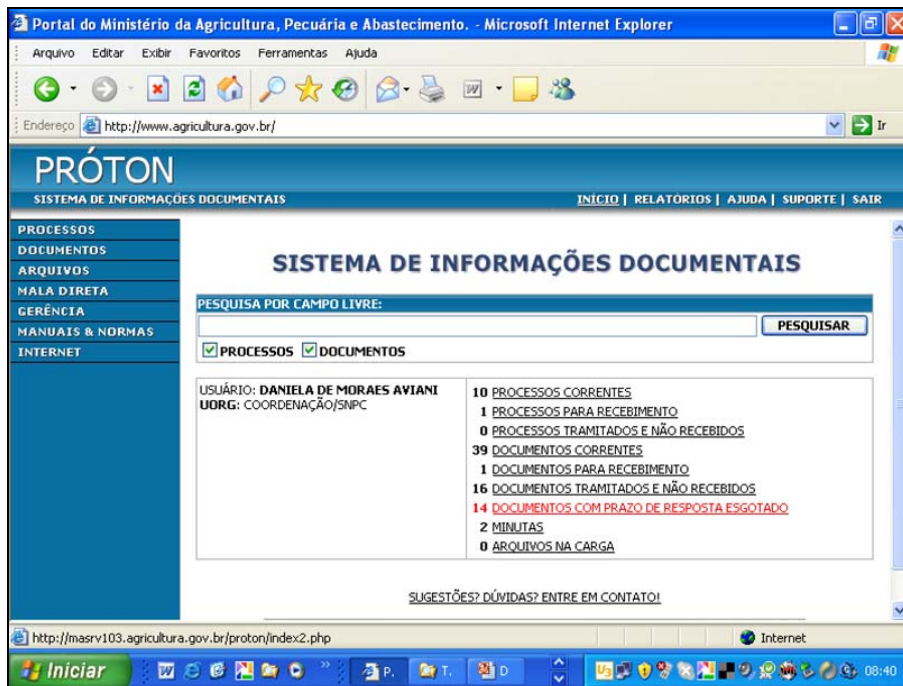 Portal do Ministério da Agricultura, Pecuária e Abastecimento. - Microsoft Internet Explorer
Arquivo Editar Exibir Favoritos Ferramentas Ajuda
Endereço http://www.agricultura.gov.br/ Ir
PRÓTON
SISTEMA DE INFORMAÇÕES DOCUMENTAIS
INÍCIO | RELATÓRIOS | AJUDA | SUPORTE | SAIR
PROCESSOS
DOCUMENTOS
ARQUIVOS
MALA DIRETA
GERÊNCIA
MANUAIS & NORMAS
INTERNET
SISTEMA DE INFORMAÇÕES DOCUMENTAIS
PESQUISA POR CAMPO LIVRE:
PESQUISAR
PROCESSOS DOCUMENTOS
USUÁRIO: DANIELA DE MORAES AVIANI
UORG: COORDENAÇÃO/SNPC
10 PROCESSOS CORRENTES
1 PROCESSOS PARA RECEBIMENTO
0 PROCESSOS TRAMITADOS E NÃO RECEBIDOS
39 DOCUMENTOS CORRENTES
1 DOCUMENTOS PARA RECEBIMENTO
16 DOCUMENTOS TRAMITADOS E NÃO RECEBIDOS
14 DOCUMENTOS COM PRAZO DE RESPOSTA ESGOTADO
2 MINUTAS
0 ARQUIVOS NA CARGA
SUGESTÕES? DÚVIDAS? ENTRE EM CONTATO!
http://masrv103.agricultura.gov.br/proton/index2.php Internet
Iniciar P. T. D 08:40